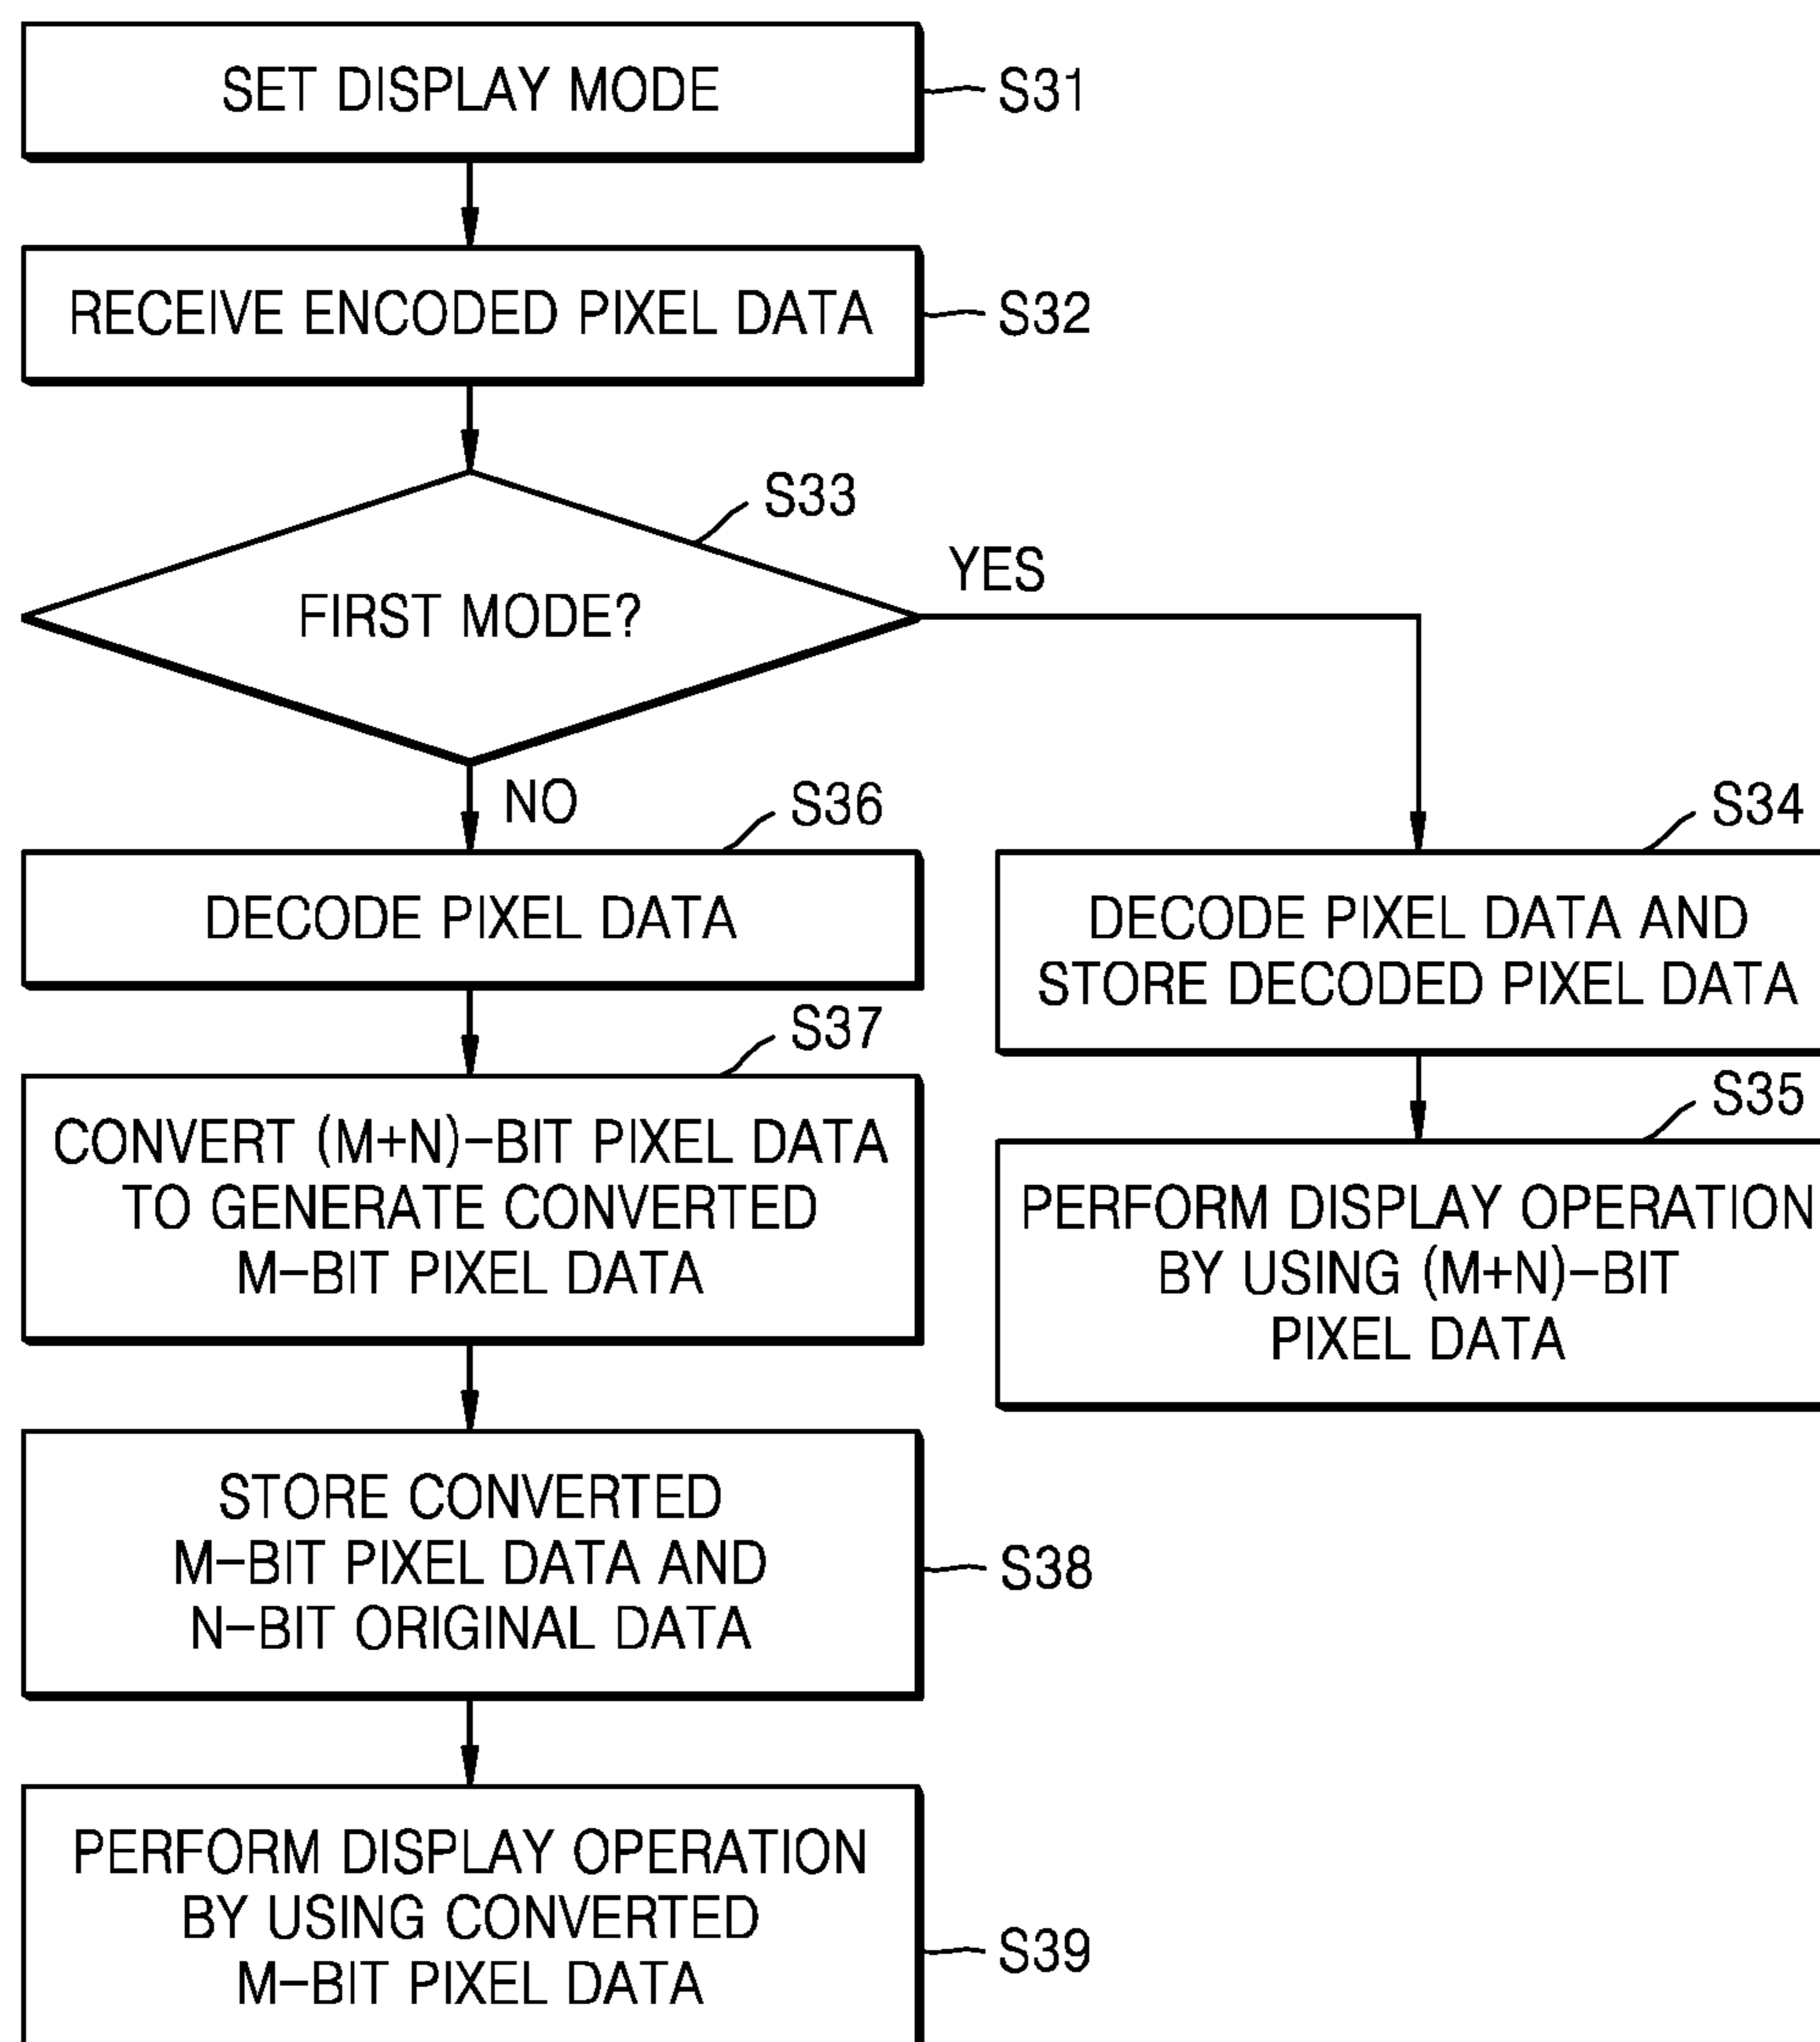 SET DISPLAY MODE
S31
RECEIVE ENCODED PIXEL DATA
S32
S33
FIRST MODE?
YES
NO
S36
DECODE PIXEL DATA
S37
CONVERT (M+N)-BIT PIXEL DATA
TO GENERATE CONVERTED
M-BIT PIXEL DATA
STORE CONVERTED
M-BIT PIXEL DATA AND
N-BIT ORIGINAL DATA
S38
PERFORM DISPLAY OPERATION
BY USING CONVERTED
M-BIT PIXEL DATA
S39
S34
DECODE PIXEL DATA AND
STORE DECODED PIXEL DATA
S35
PERFORM DISPLAY OPERATION
BY USING (M+N)-BIT
PIXEL DATA